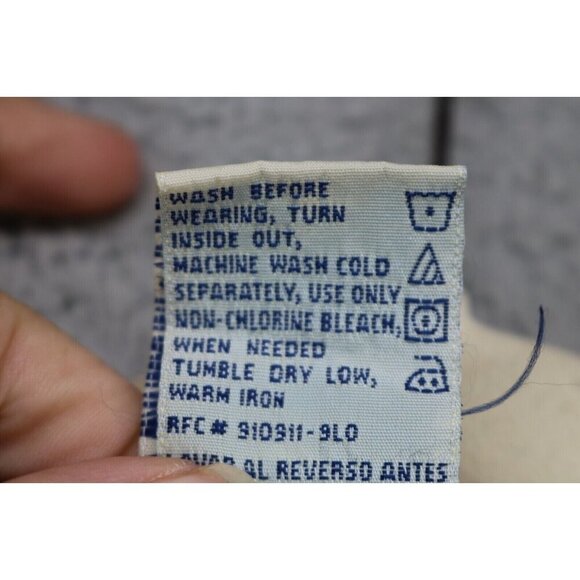 WASH BEFORE
WEARING, TURN
INSIDE OUT,
MACHINE WASH COLD
SEPARATELY, USE ONLY
NON-CHLORINE BLEACH,
WHEN NEEDED
TUMBLE DRY LOW,
WARM IRON
RFC# 910911-9L0
LAVAR AL REVERSO ANTES